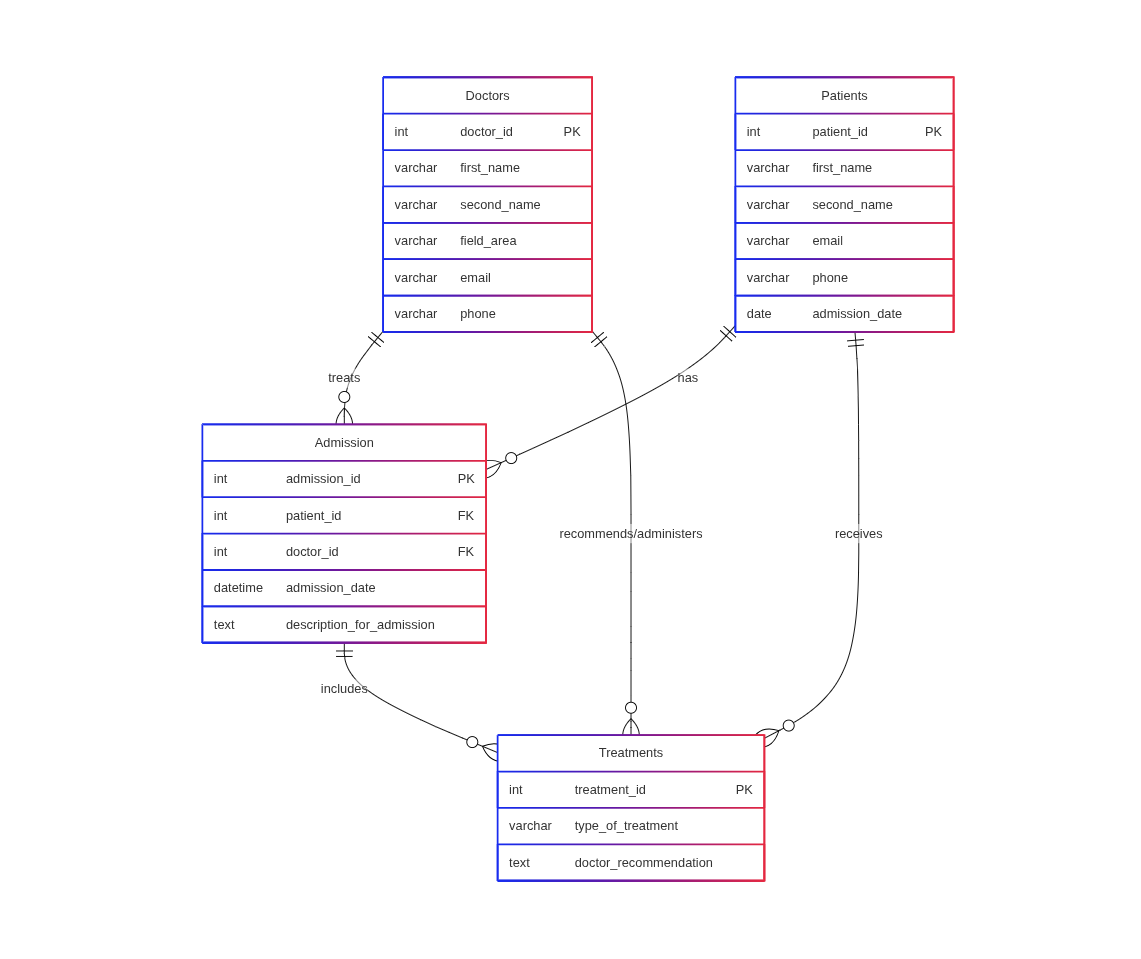 Doctors
int doctor_id PK
varchar first_name
varchar second_name
varchar field_area
varchar email
varchar phone
Patients
int patient_id PK
varchar first_name
varchar second_name
varchar email
varchar phone
date admission_date
treats
has
Admission
int admission_id PK
int patient_id FK
int doctor_id FK
datetime admission_date
text description_for_admission
recommends/administers
receives
includes
Treatments
int treatment_id PK
varchar type_of_treatment
text doctor_recommendation